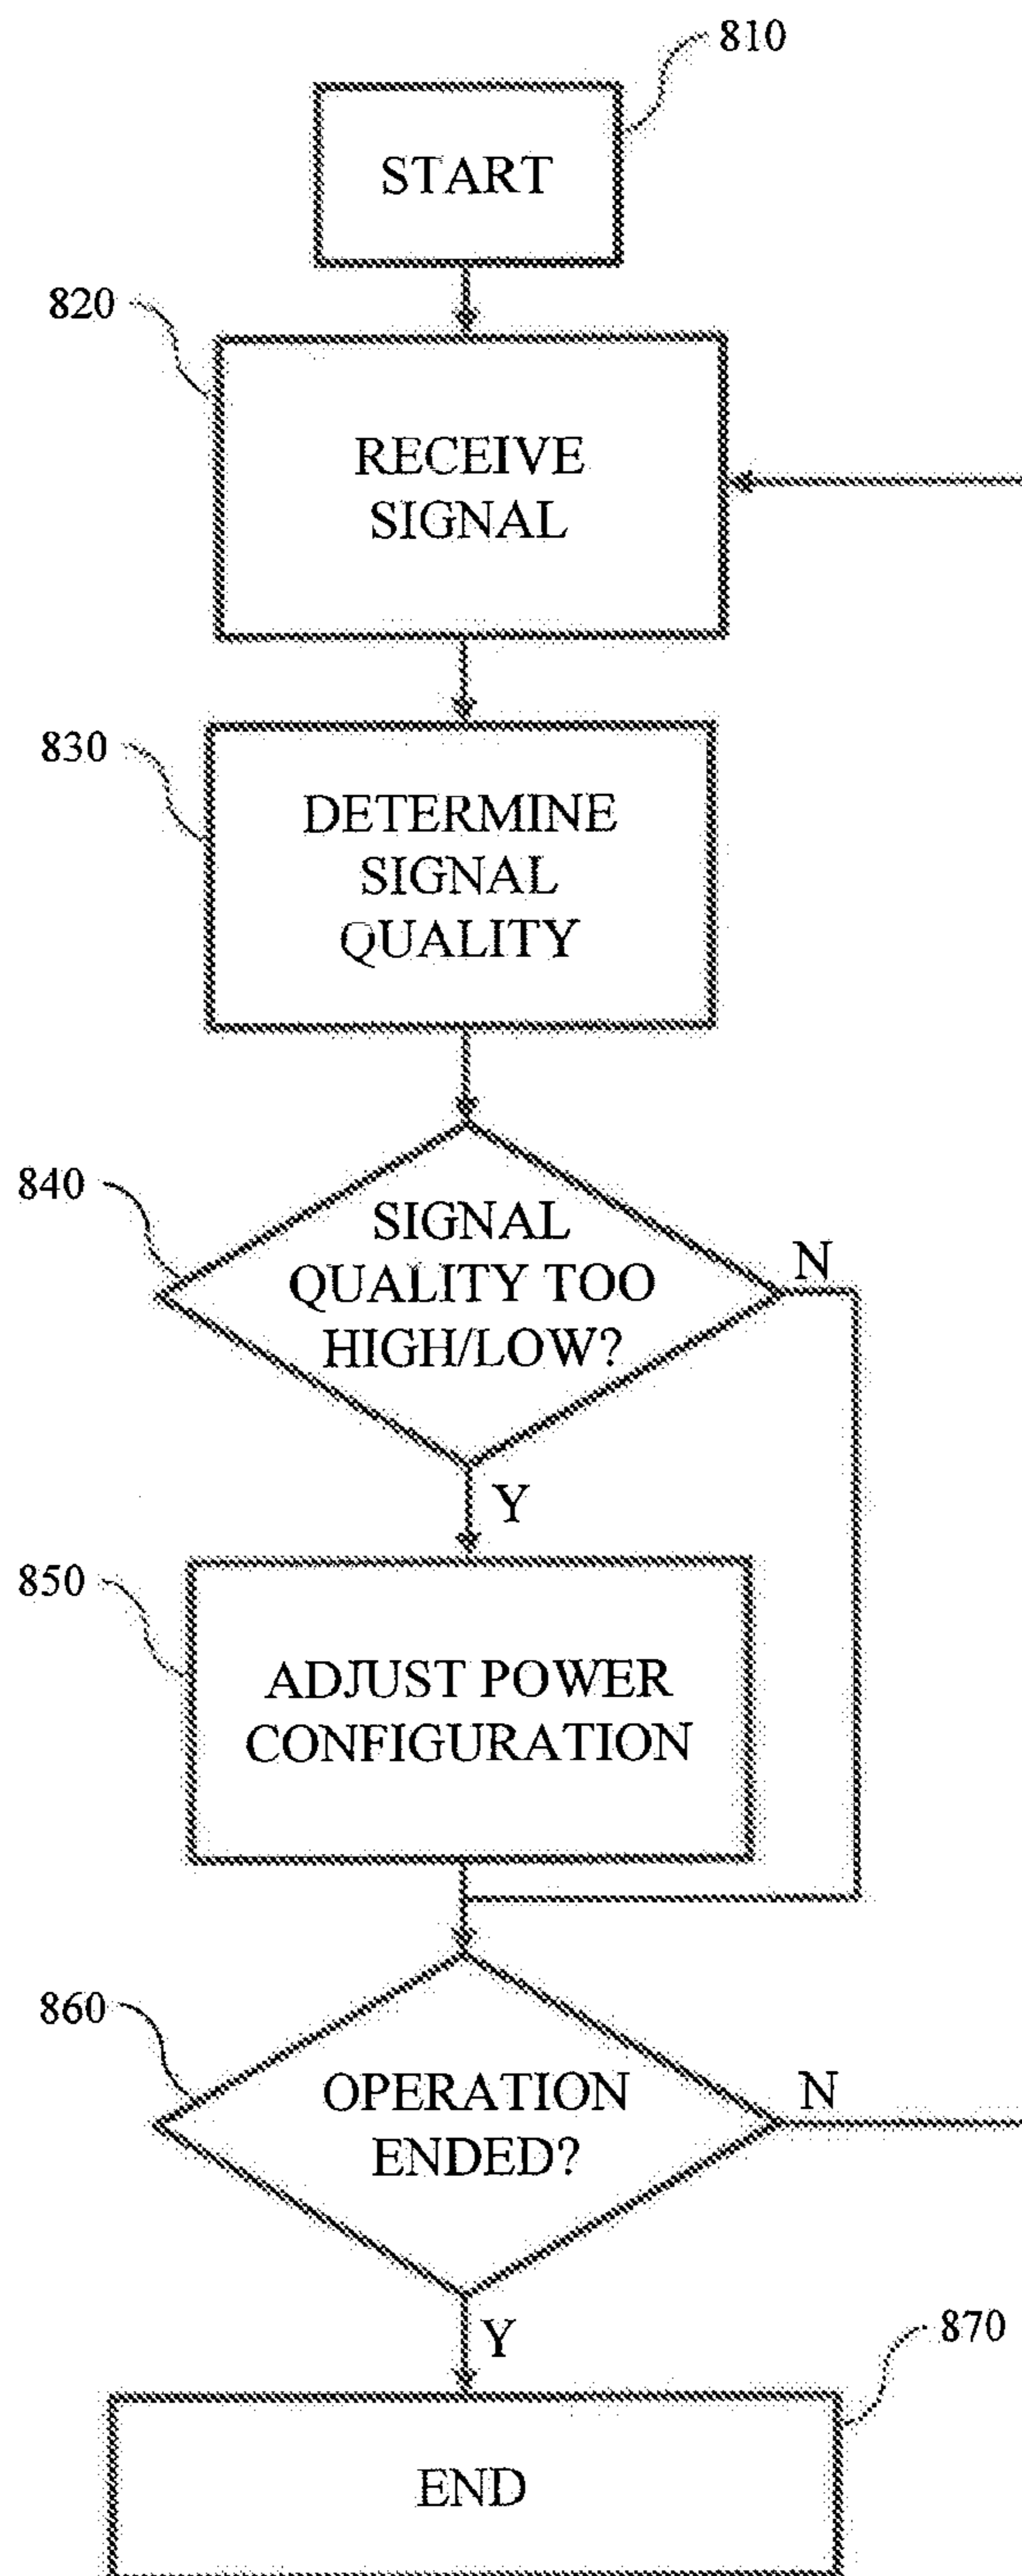 810
START
820
RECEIVE
SIGNAL
830
DETERMINE
SIGNAL
QUALITY
840
SIGNAL
QUALITY TOO
HIGH/LOW?
N
Y
850
ADJUST POWER
CONFIGURATION
860
OPERATION
ENDED?
N
Y
870
END